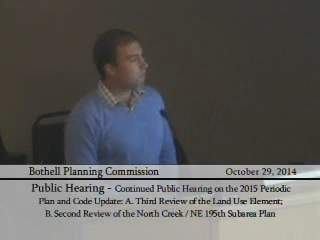 Bothell Planning Commission October 29, 2014
Public Hearing - Continued Public Hearing on the 2015 Periodic
Plan and Code Update: A. Third Review of the Land Use Element;
B. Second Review of the North Creek / NE 195th Subarea Plan